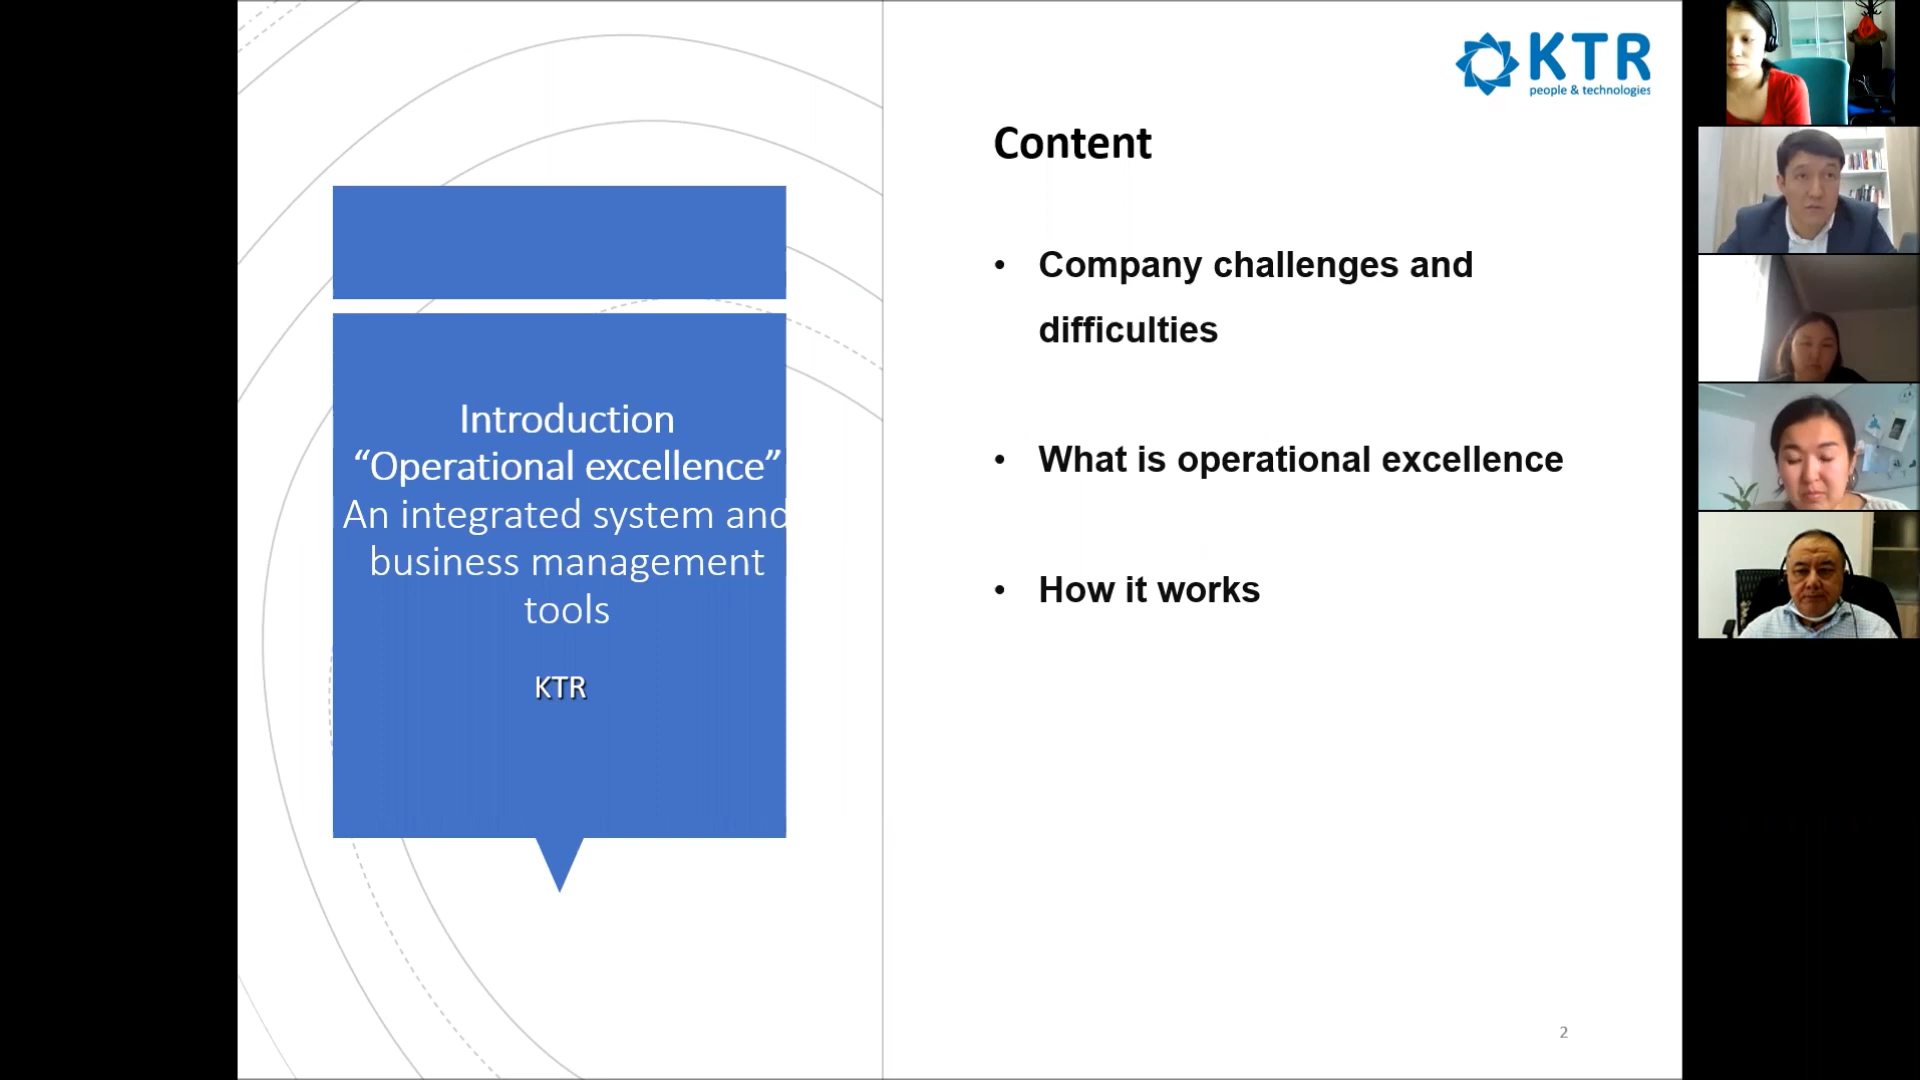 Introduction
“Operational excellence”
An integrated system and
business management
tools
KTR
KTR
people & technologies
Content
• Company challenges and
difficulties
• What is operational excellence
• How it works
2